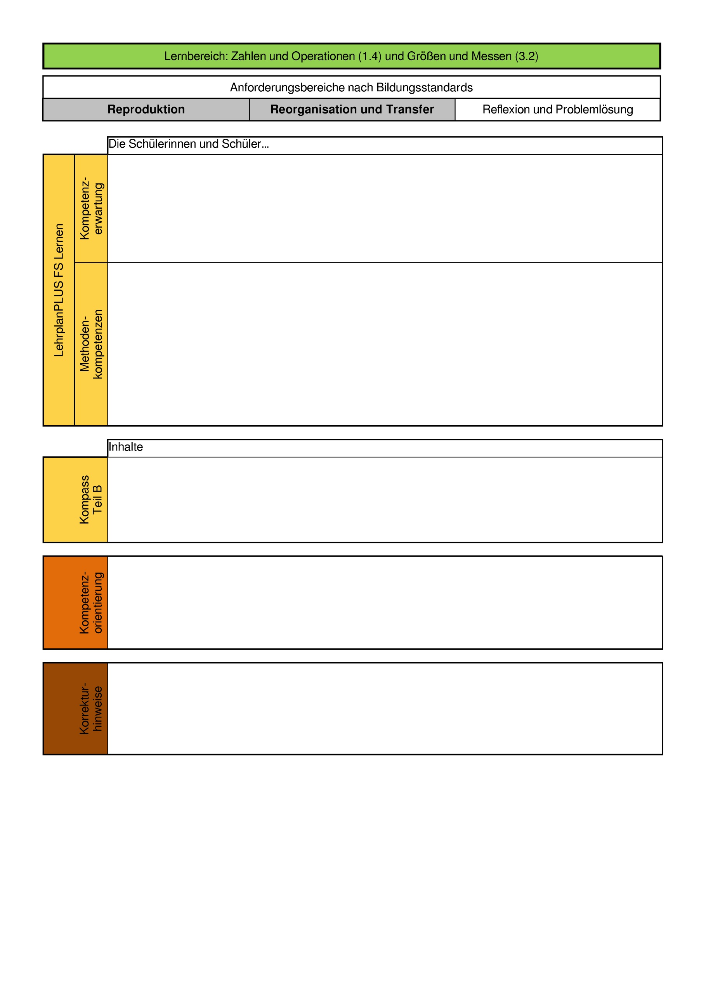 Lernbereich: Zahlen und Operationen (1.4) und Größen und Messen (3.2)
Anforderungsbereiche nach Bildungsstandards
Reproduktion
Reorganisation und Transfer
Reflexion und Problemlösung
Die Schülerinnen und Schüler...
LehrplanPLUS FS Lernen
Kompetenz-
erwartung
Methoden-
kompetenzen
Inhalte
Kompass
Teil B
Kompetenz-
orientierung
Korrektur-
hinweise